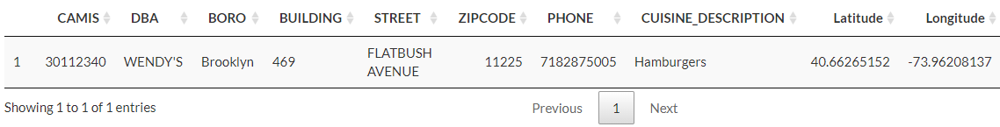 CAMIS DBA BORO BUILDING STREET ZIPCODE PHONE CUISINE_DESCRIPTION Latitude Longitude
1 30112340 WENDY'S Brooklyn 469 FLATBUSH AVENUE 11225 7182875005 Hamburgers 40.66265152 -73.96208137
Showing 1 to 1 of 1 entries Previous 1 Next